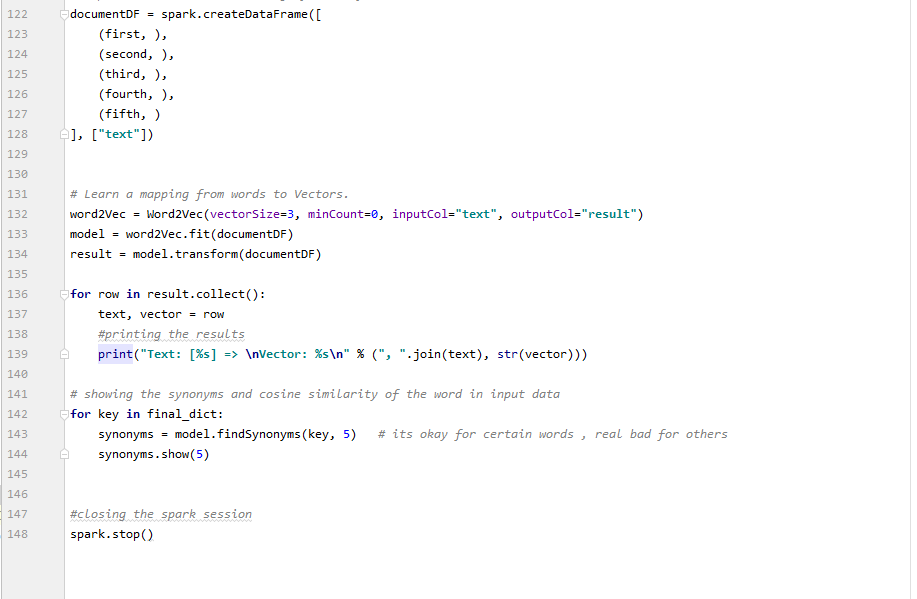 122 documentDF = spark.createDataFrame([
123     (first, ),
124     (second, ),
125     (third, ),
126     (fourth, ),
127     (fifth, )
128 ], ["text"])
129
130
131 # Learn a mapping from words to Vectors.
132 word2Vec = Word2Vec(vectorSize=3, minCount=0, inputCol="text", outputCol="result")
133 model = word2Vec.fit(documentDF)
134 result = model.transform(documentDF)
135
136 for row in result.collect():
137     text, vector = row
138     #printing the results
139     print("Text: [%s] => \nVector: %s\n" % (", ".join(text), str(vector)))
140
141 # showing the synonyms and cosine similarity of the word in input data
142 for key in final_dict:
143     synonyms = model.findSynonyms(key, 5)   # its okay for certain words , real bad for others
144     synonyms.show(5)
145
146
147 #closing the spark session
148 spark.stop()